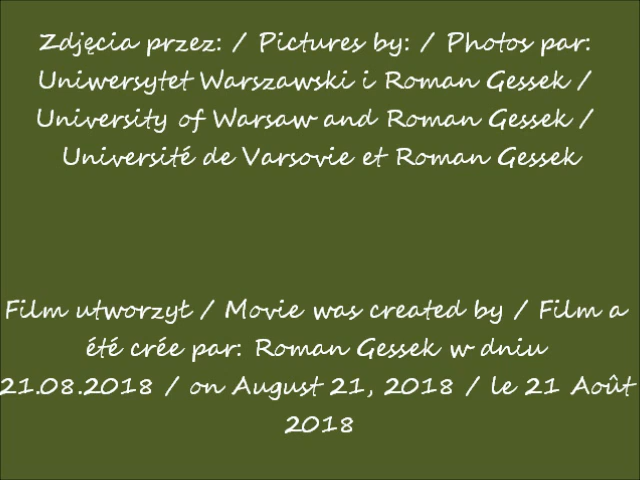 Zdjęcia przez: / Pictures by: / Photos par:
Uniwersytet Warszawski i Roman Gessek /
University of Warsaw and Roman Gessek /
Université de Varsovie et Roman Gessek
Film utworzył / Movie was created by / Film a
été crée par: Roman Gessek w dniu
21.08.2018 / on August 21, 2018 / le 21 Août
2018